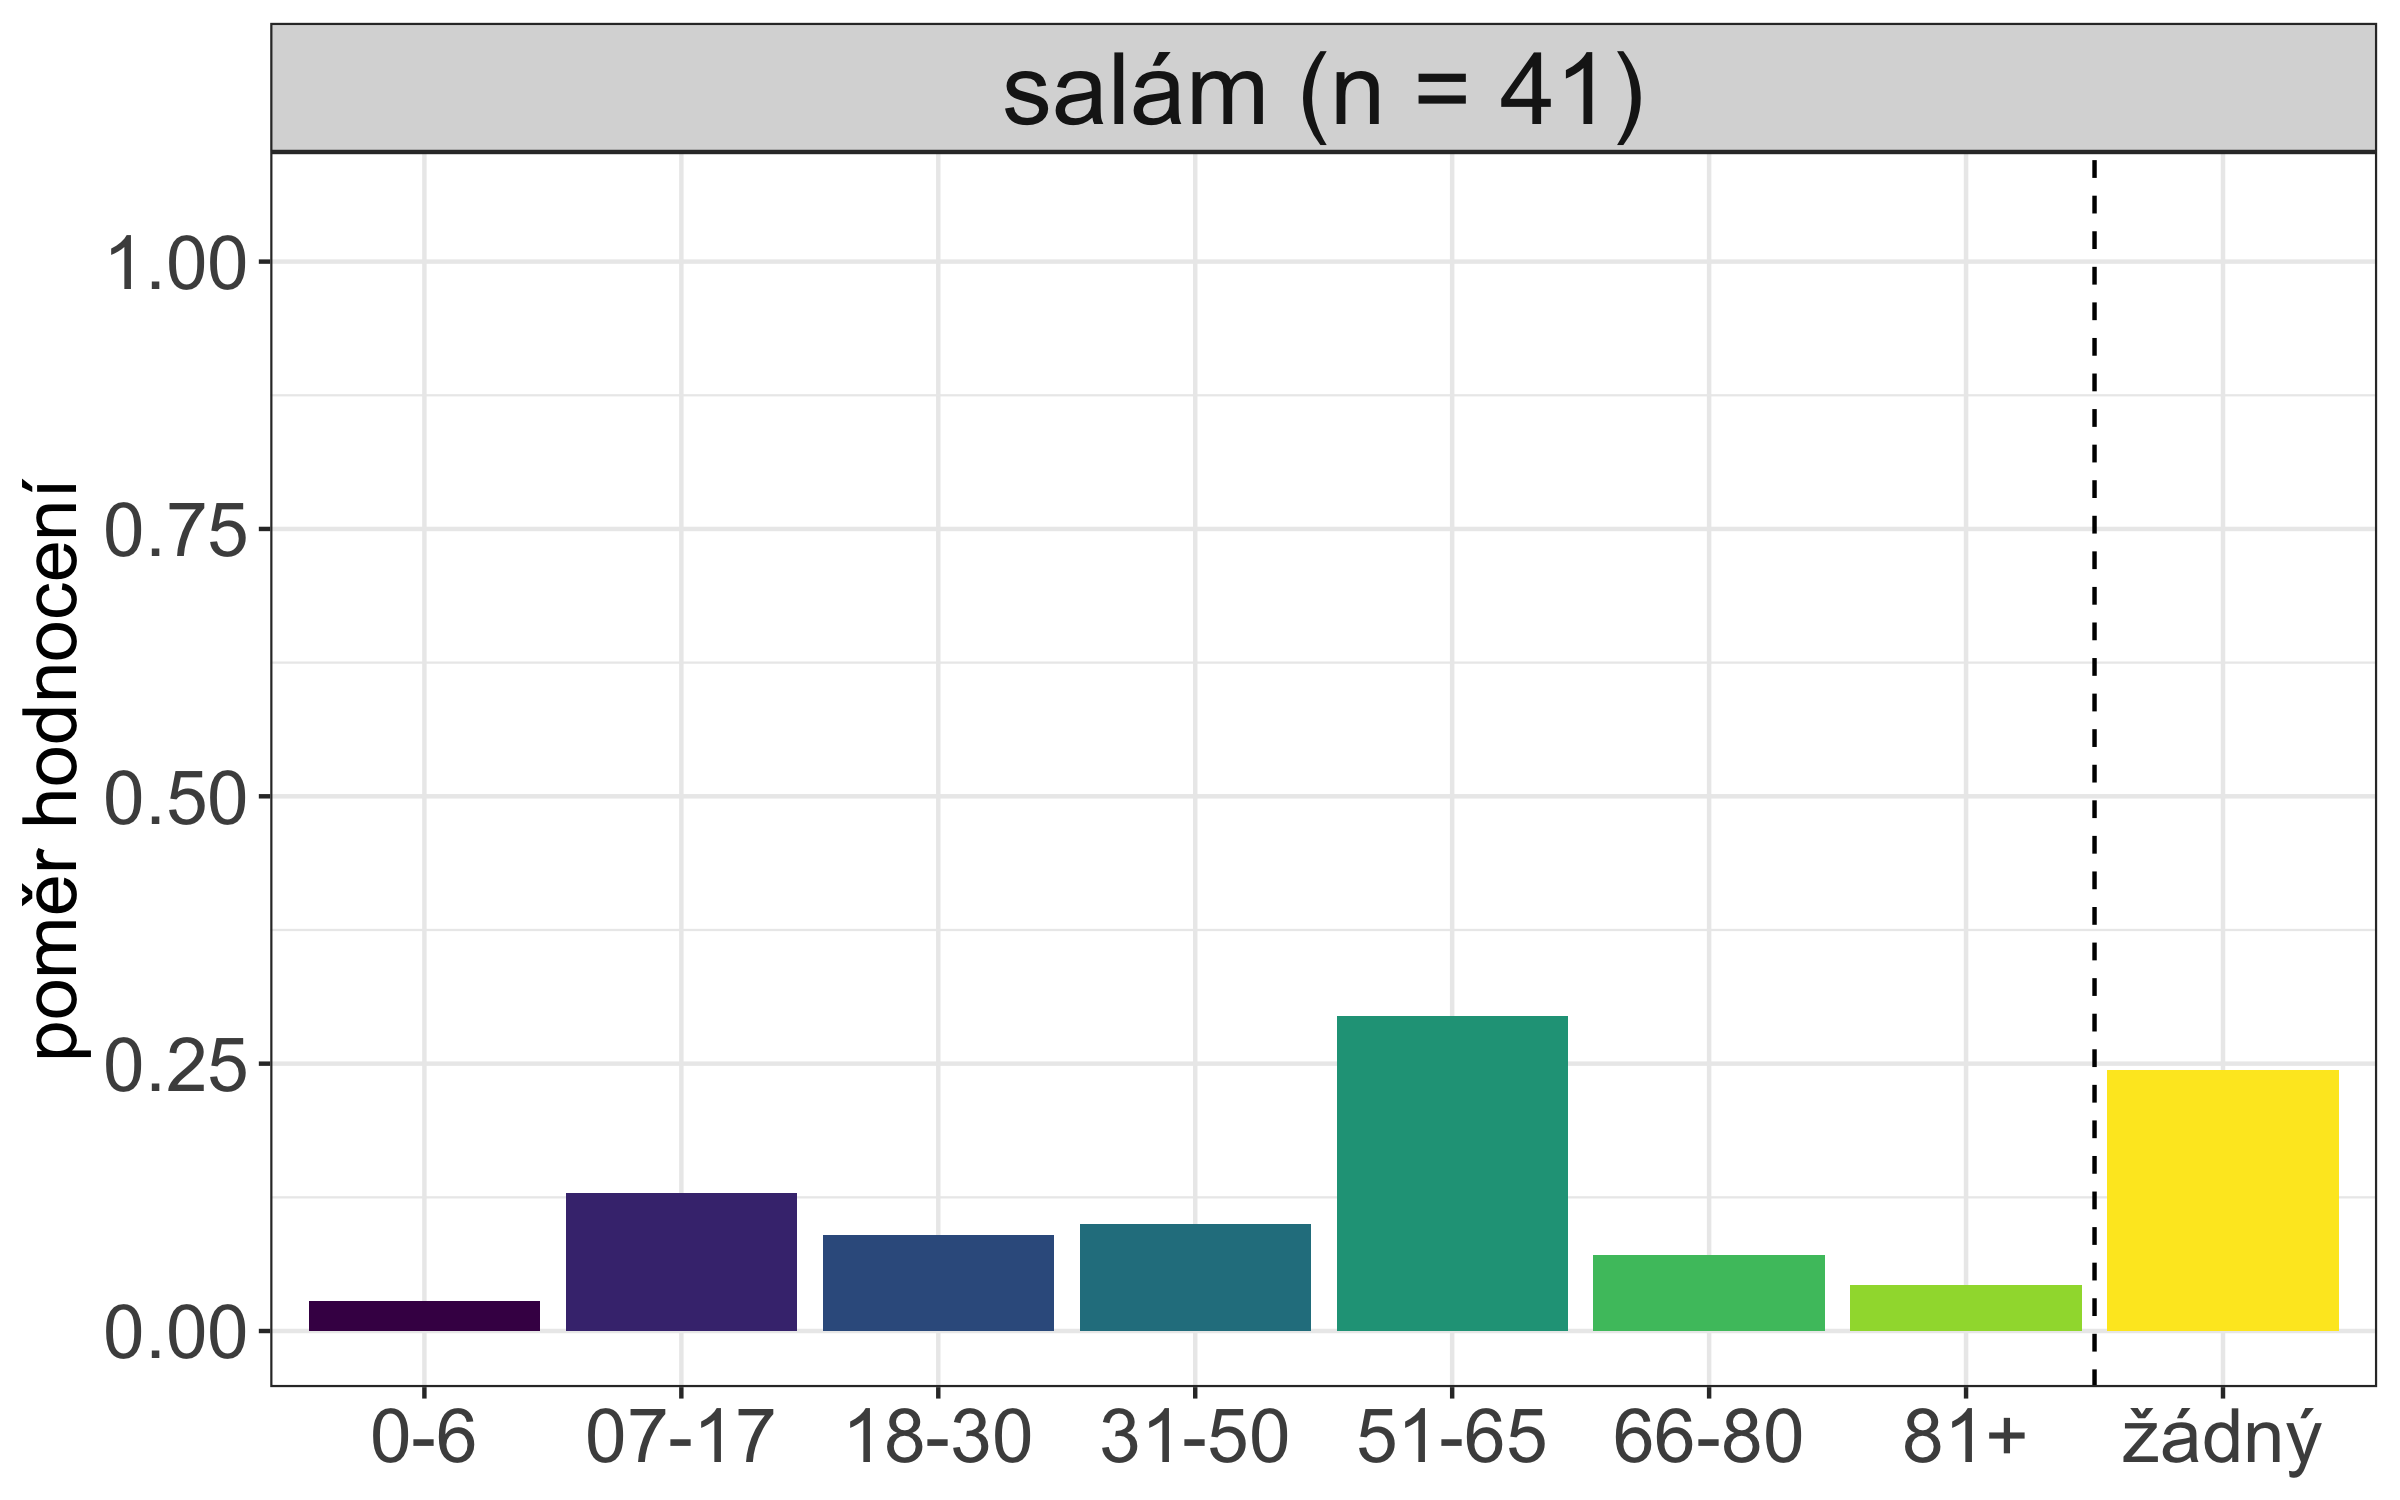 salám (n = 41)
poměr hodnocení
1.00
0.75
0.50
0.25
0.00
0-6 07-17 18-30 31-50 51-65 66-80 81+ žádný